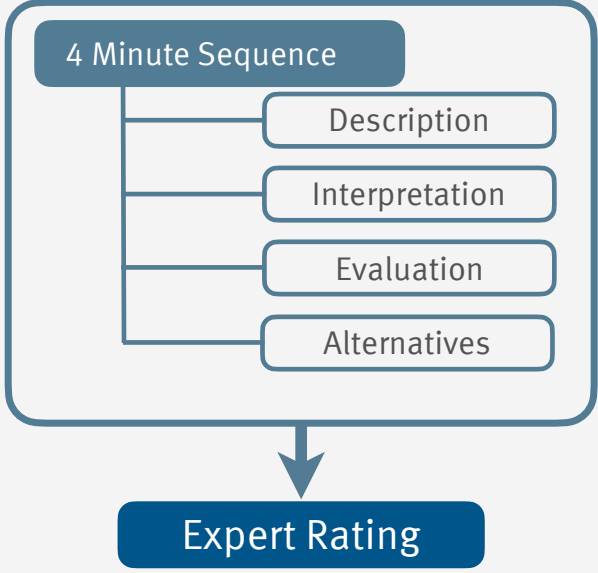 4 Minute Sequence
Description
Interpretation
Evaluation
Alternatives
Expert Rating